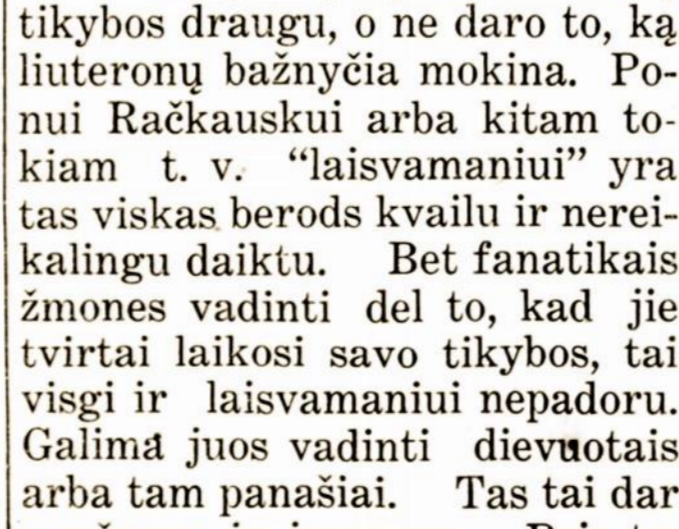 tikybos draugu, o ne daro to, ką
liuteronų bažnyčia mokina. Po-
nui Račkauskui arba kitam to-
kiam t. v. “laisvamaniui” yra
tas viskas berods kvailu ir nerei-
kalingu daiktu. Bet fanatikais
žmones vadinti del to, kad jie
tvirtai laikosi savo tikybos, tai
visgi ir laisvamaniui nepadoru.
Galima juos vadinti dievuotais
arba tam panašiai. Tas tai dar